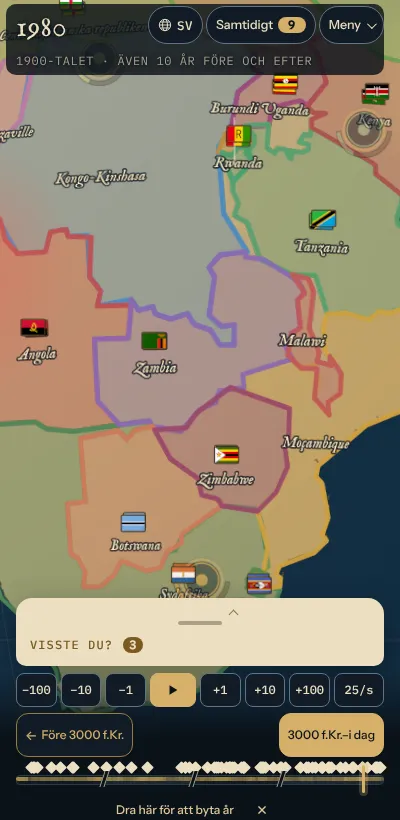 1980
SV
Samtidigt 9
Meny
1900-TALET · ÄVEN 10 ÅR FÖRE OCH EFTER
Burundi Uganda
Kenya
Rwanda
Kongo-Kinshasa
Tanzania
Angola
Zambia
Malawi
Moçambique
Zimbabwe
Botswana
Sydafrika
VISSTE DU? 3
−100
−10
−1
+1
+10
+100
25/s
← Före 3000 f.Kr.
3000 f.Kr.–i dag
Dra här för att byta år ×